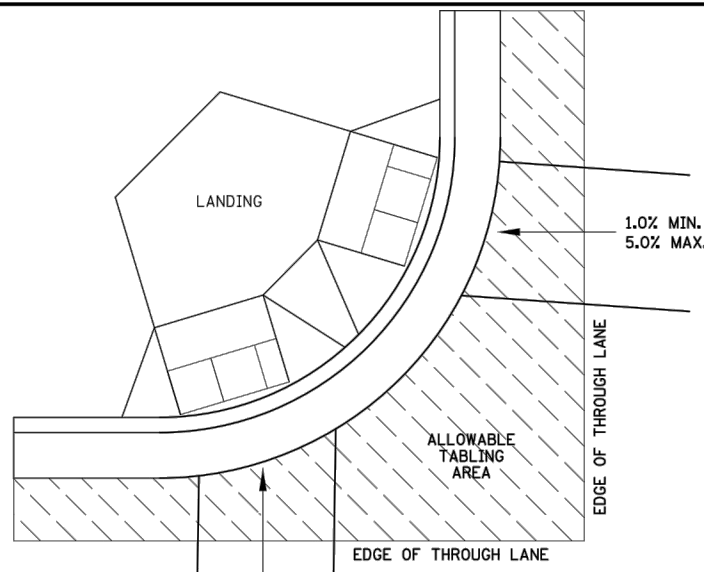 LANDING
1.0% MIN.
5.0% MAX.
ALLOWABLE
TABLING
AREA
EDGE OF THROUGH LANE
EDGE OF THROUGH LANE